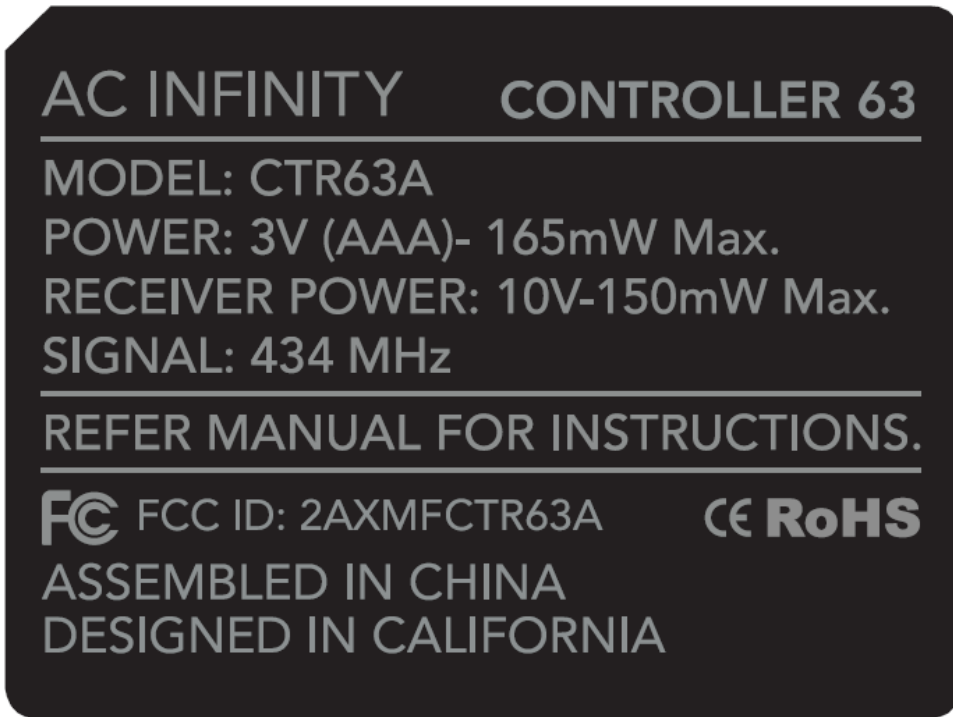 AC INFINITY CONTROLLER 63
MODEL: CTR63A
POWER: 3V (AAA)- 165mW Max.
RECEIVER POWER: 10V-150mW Max.
SIGNAL: 434 MHz
REFER MANUAL FOR INSTRUCTIONS.
FC FCC ID: 2AXMFCTR63A CE RoHS
ASSEMBLED IN CHINA
DESIGNED IN CALIFORNIA